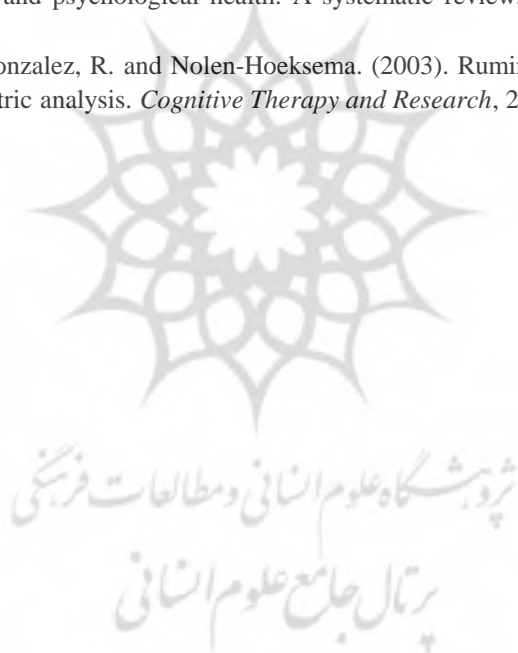 and psychological health: A systematic review.
onzalez, R. and Nolen-Hoeksema. (2003). Rumin
tric analysis. Cognitive Therapy and Research, 2
پژوهشگاه علوم انسانی و مطالعات فرهنگی
پرتال جامع علوم انسانی